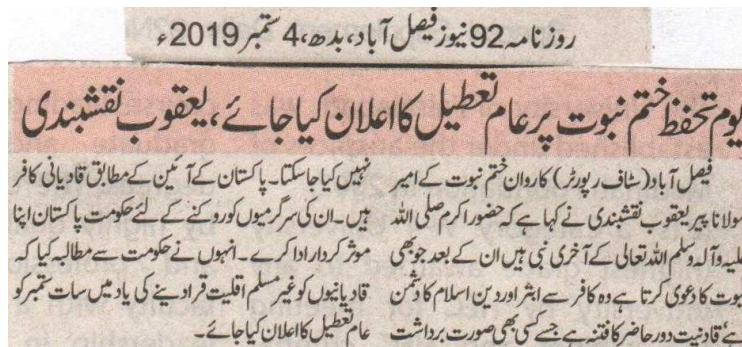 روزنامہ 92 نیوز فیصل آباد، بدھ، 4 ستمبر 2019ء
یوم تحفظ ختم نبوت پر عام تعطیل کا اعلان کیا جائے، یعقوب نقشبندی
فیصل آباد (سٹاف رپورٹر) کاروان ختم نبوت کے امیر
مولانا پیر یعقوب نقشبندی نے کہا ہے کہ حضور اکرم صلی اللہ
علیہ وآلہ وسلم اللہ تعالی کے آخری نبی ہیں ان کے بعد جو بھی
نبوت کا دعوی کرتا ہے وہ کافر سے ابتر اور دین اسلام کا دشمن
ہے، قادنیت دور حاضر کا فتنہ ہے جسے کسی بھی صورت برداشت
نہیں کیا جاسکتا۔ پاکستان کے آئین کے مطابق قادیانی کافر
ہیں۔ ان کی سرگرمیوں کو روکنے کے لئے حکومت پاکستان اپنا
موثر کردار ادا کرے۔ انہوں نے حکومت سے مطالبہ کیا کہ
قادیانیوں کو غیر مسلم اقلیت قرار دینے کی یاد میں سات ستمبر کو
عام تعطیل کا اعلان کیا جائے۔